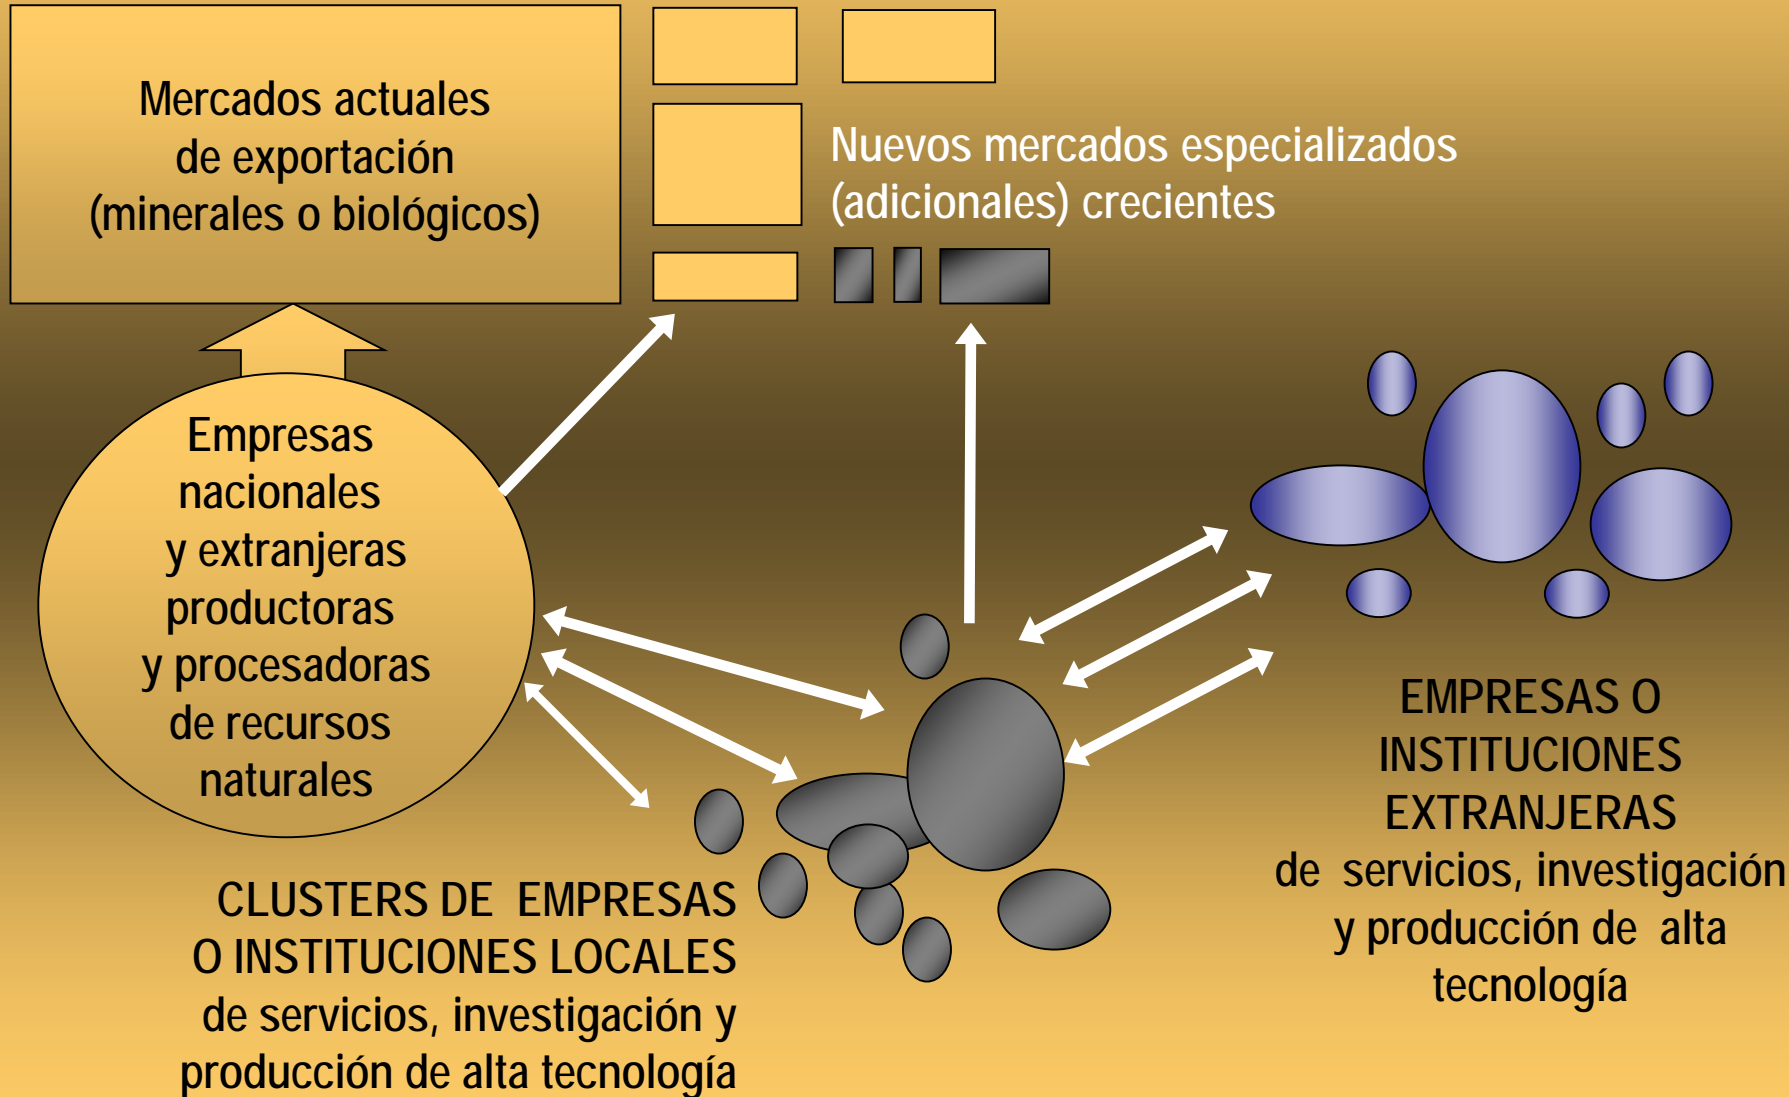 Mercados actuales
de exportación
(minerales o biológicos)
Nuevos mercados especializados
(adicionales) crecientes
Empresas
nacionales
y extranjeras
productoras
y procesadoras
de recursos
naturales
CLUSTERS DE EMPRESAS
O INSTITUCIONES LOCALES
de servicios, investigación y
producción de alta tecnología
EMPRESAS O
INSTITUCIONES
EXTRANJERAS
de servicios, investigación
y producción de alta
tecnología